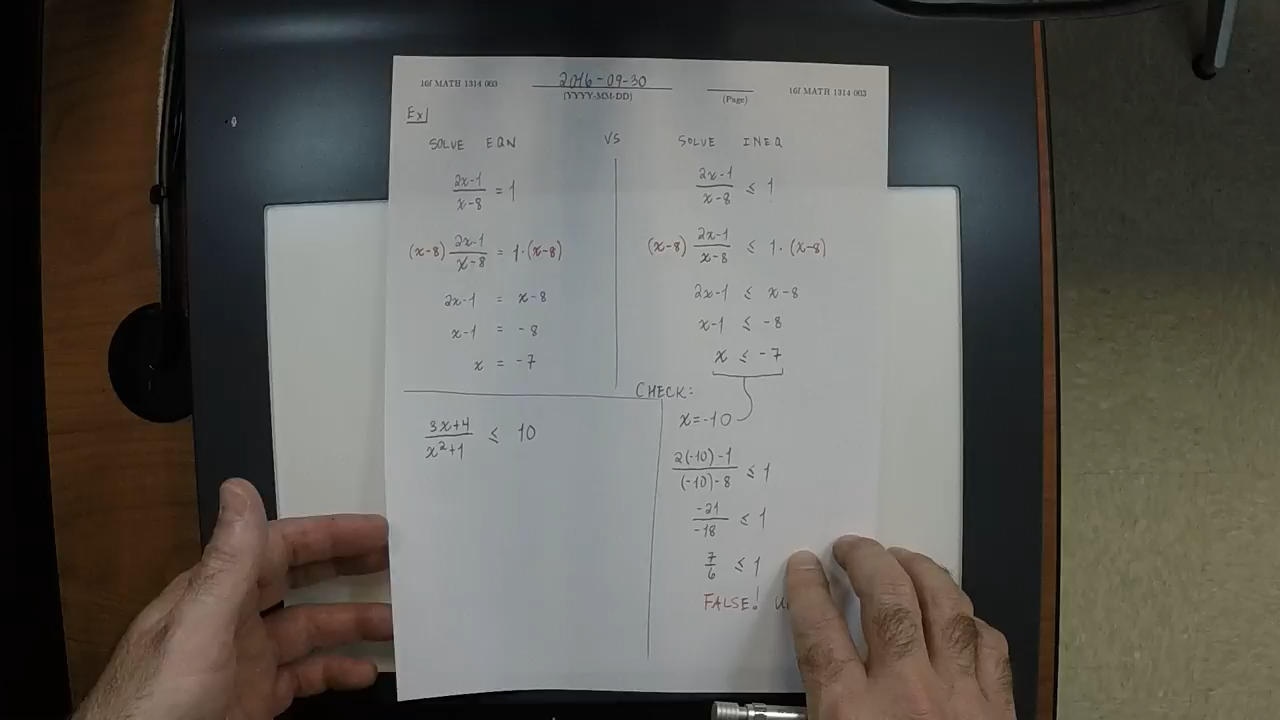 16f MATH 1314 003 2016-09-30 16f MATH 1314 003
(YYYY-MM-DD) (Page)
Ex1
SOLVE EQN VS SOLVE INEQ
(2x-1)/(x-8) = 1
(x-8) (2x-1)/(x-8) = 1·(x-8)
2x-1 = x-8
x-1 = -8
x = -7
(2x-1)/(x-8) ≤ 1
(x-8) (2x-1)/(x-8) ≤ 1·(x-8)
2x-1 ≤ x-8
x-1 ≤ -8
x ≤ -7
CHECK:
x=-10
(2(-10)-1)/((-10)-8) ≤ 1
-21/-18 ≤ 1
7/6 ≤ 1
FALSE!
(3x+4)/(x²+1) ≤ 10